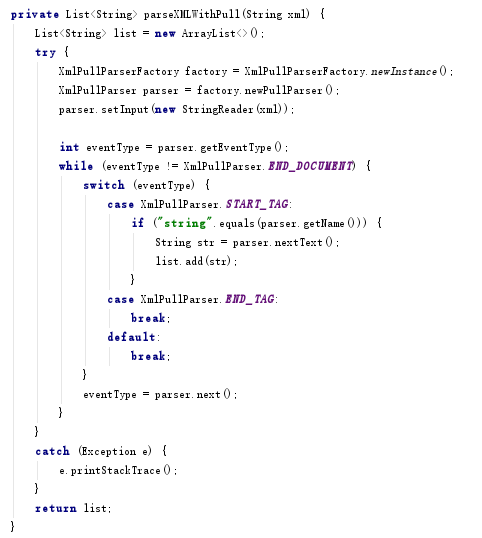 private List<String> parseXMLWithPull(String xml) {
    List<String> list = new ArrayList<>();
    try {
        XmlPullParserFactory factory = XmlPullParserFactory.newInstance();
        XmlPullParser parser = factory.newPullParser();
        parser.setInput(new StringReader(xml));

        int eventType = parser.getEventType();
        while (eventType != XmlPullParser.END_DOCUMENT) {
            switch (eventType) {
                case XmlPullParser.START_TAG:
                    if ("string".equals(parser.getName())) {
                        String str = parser.nextText();
                        list.add(str);
                    }
                case XmlPullParser.END_TAG:
                    break;
                default:
                    break;
            }
            eventType = parser.next();
        }
    }
    catch (Exception e) {
        e.printStackTrace();
    }
    return list;
}